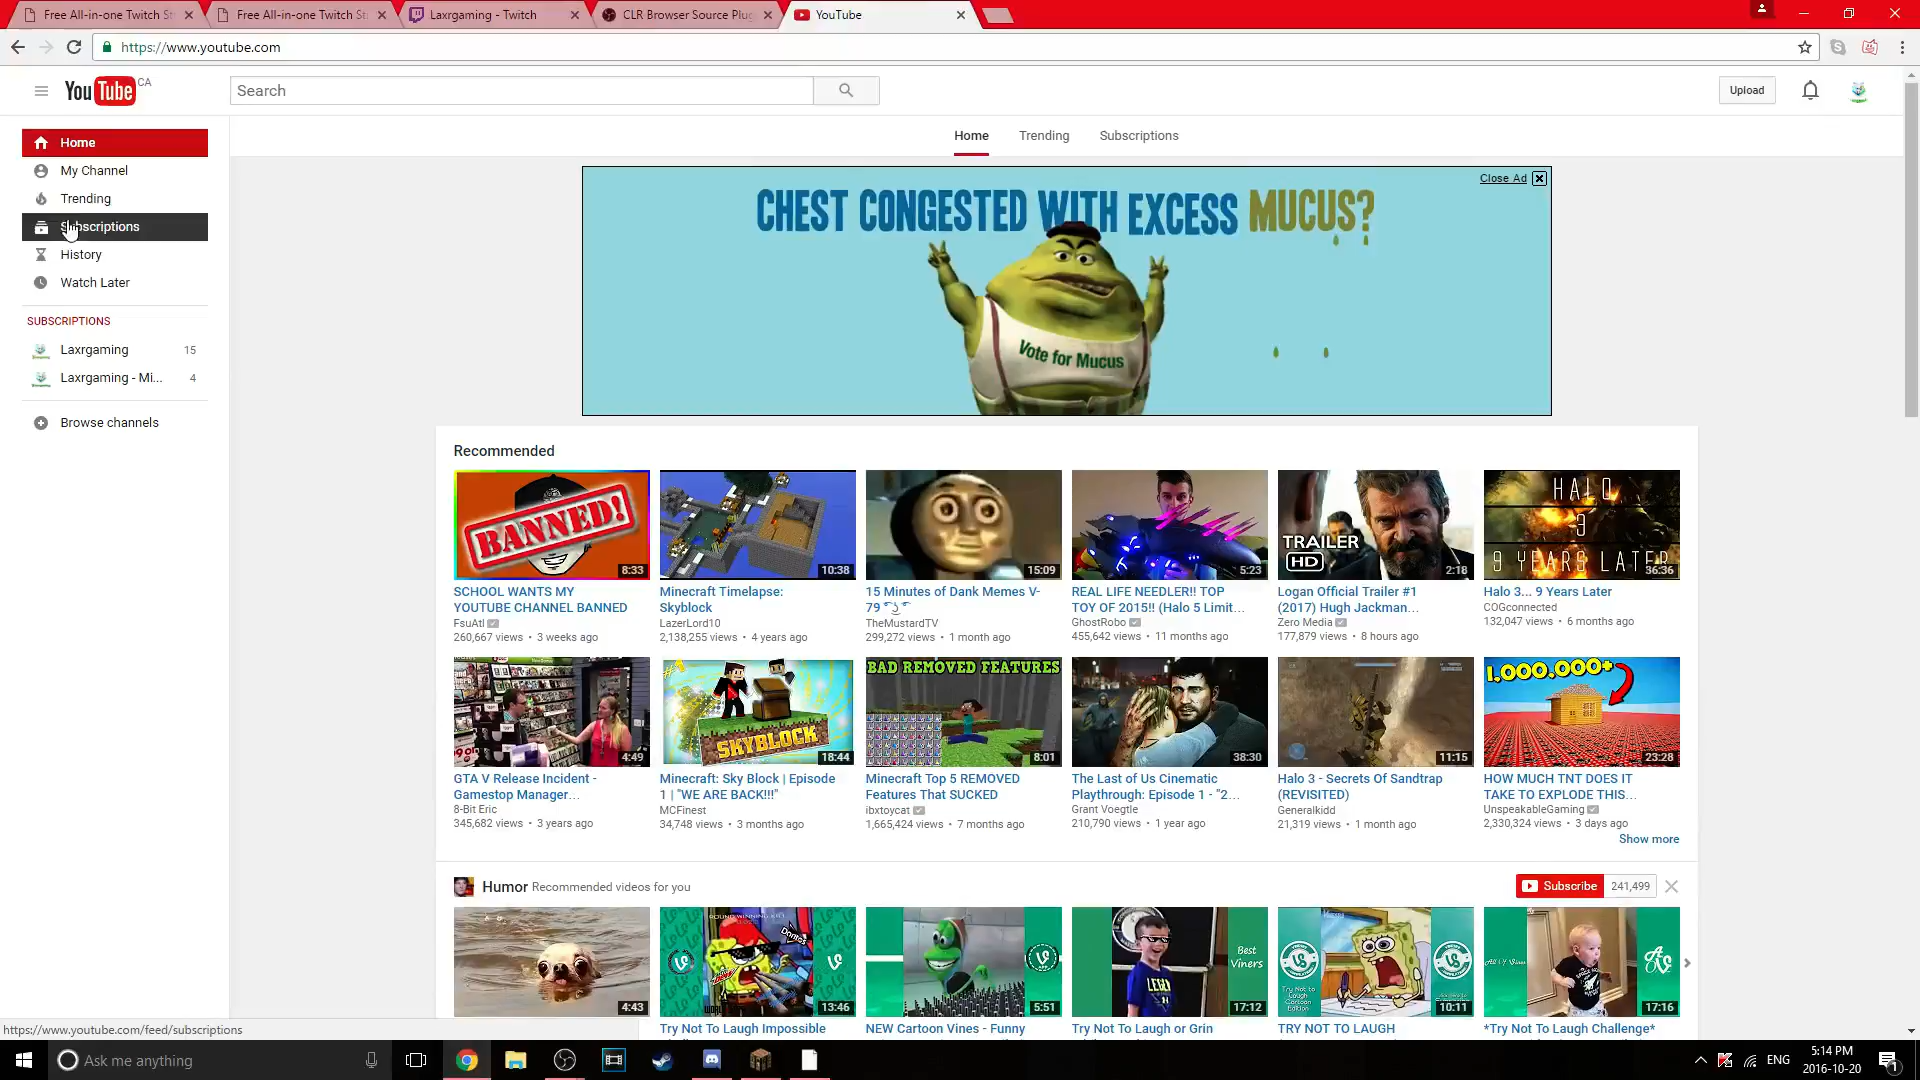 Free All-in-one Twitch St
Free All-in-one Twitch St
Laxrgaming - Twitch
CLR Browser Source Plug
YouTube
https://www.youtube.com
YouTube CA
Search
Upload
Home
Trending
Subscriptions
Home
My Channel
Trending
Subscriptions
History
Watch Later
SUBSCRIPTIONS
Laxrgaming 15
Laxrgaming - Mi... 4
Browse channels
Close Ad
CHEST CONGESTED WITH EXCESS MUCUS?
Vote for Mucus
Recommended
BANNED!
8:33
10:38
15:09
5:23
TRAILER
HD
2:18
HALO
3
9 YEARS LATER
36:36
SCHOOL WANTS MY
YOUTUBE CHANNEL BANNED
FsuAtl
260,667 views • 3 weeks ago
Minecraft Timelapse:
Skyblock
LazerLord10
2,138,255 views • 4 years ago
15 Minutes of Dank Memes V-
79
TheMustardTV
299,272 views • 1 month ago
REAL LIFE NEEDLER!! TOP
TOY OF 2015!! (Halo 5 Limit...
GhostRobo
455,642 views • 11 months ago
Logan Official Trailer #1
(2017) Hugh Jackman...
Zero Media
177,879 views • 8 hours ago
Halo 3... 9 Years Later
COGconnected
132,047 views • 6 months ago
4:49
SKYBLOCK
18:44
BAD REMOVED FEATURES
8:01
38:30
11:15
1,000,000+
23:28
GTA V Release Incident -
Gamestop Manager...
8-Bit Eric
345,682 views • 3 years ago
Minecraft: Sky Block | Episode
1 | "WE ARE BACK!!!"
MCFinest
34,748 views • 3 months ago
Minecraft Top 5 REMOVED
Features That SUCKED
ibxtoycat
1,665,424 views • 7 months ago
The Last of Us Cinematic
Playthrough: Episode 1 - "2...
Grant Voegtle
210,790 views • 1 year ago
Halo 3 - Secrets Of Sandtrap
(REVISITED)
Generalkidd
21,319 views • 1 month ago
HOW MUCH TNT DOES IT
TAKE TO EXPLODE THIS...
UnspeakableGaming
2,330,324 views • 3 days ago
Show more
Humor Recommended videos for you
Subscribe 241,499
4:43
Doritos
13:46
5:51
Best
Viners
17:12
Try Not to
Laugh
Cartoon
Edition
10:11
17:16
Try Not To Laugh Impossible
NEW Cartoon Vines - Funny
Try Not To Laugh or Grin
TRY NOT TO LAUGH
*Try Not To Laugh Challenge*
https://www.youtube.com/feed/subscriptions
Ask me anything
ENG
5:14 PM
2016-10-20
1